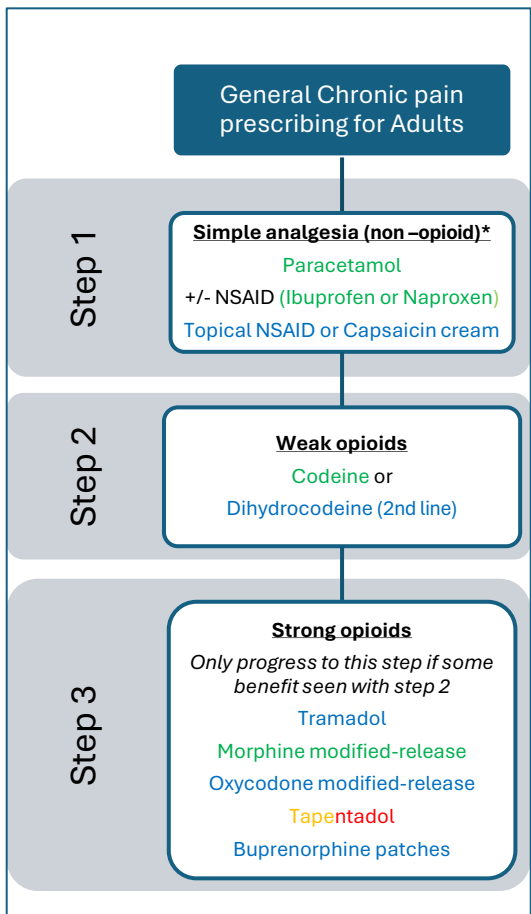 General Chronic pain
prescribing for Adults
Step 1
Simple analgesia (non –opioid)*
Paracetamol
+/- NSAID (Ibuprofen or Naproxen)
Topical NSAID or Capsaicin cream
Step 2
Weak opioids
Codeine or
Dihydrocodeine (2nd line)
Step 3
Strong opioids
Only progress to this step if some
benefit seen with step 2
Tramadol
Morphine modified-release
Oxycodone modified-release
Tapentadol
Buprenorphine patches